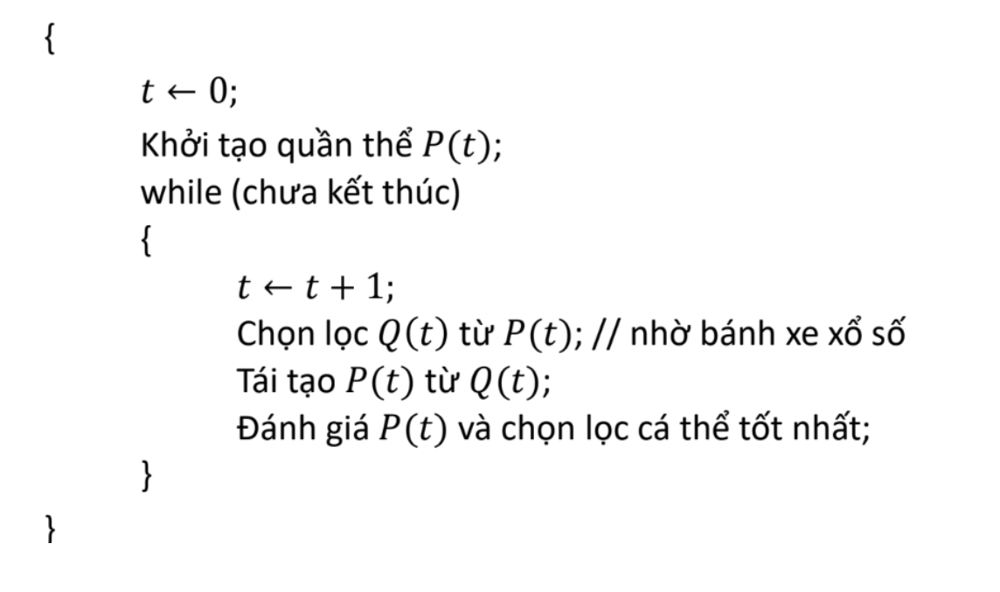 {
t ← 0;
Khởi tạo quần thể P(t);
while (chưa kết thúc)
{
t ← t + 1;
Chọn lọc Q(t) từ P(t); // nhờ bánh xe xổ số
Tái tạo P(t) từ Q(t);
Đánh giá P(t) và chọn lọc cá thể tốt nhất;
}
}